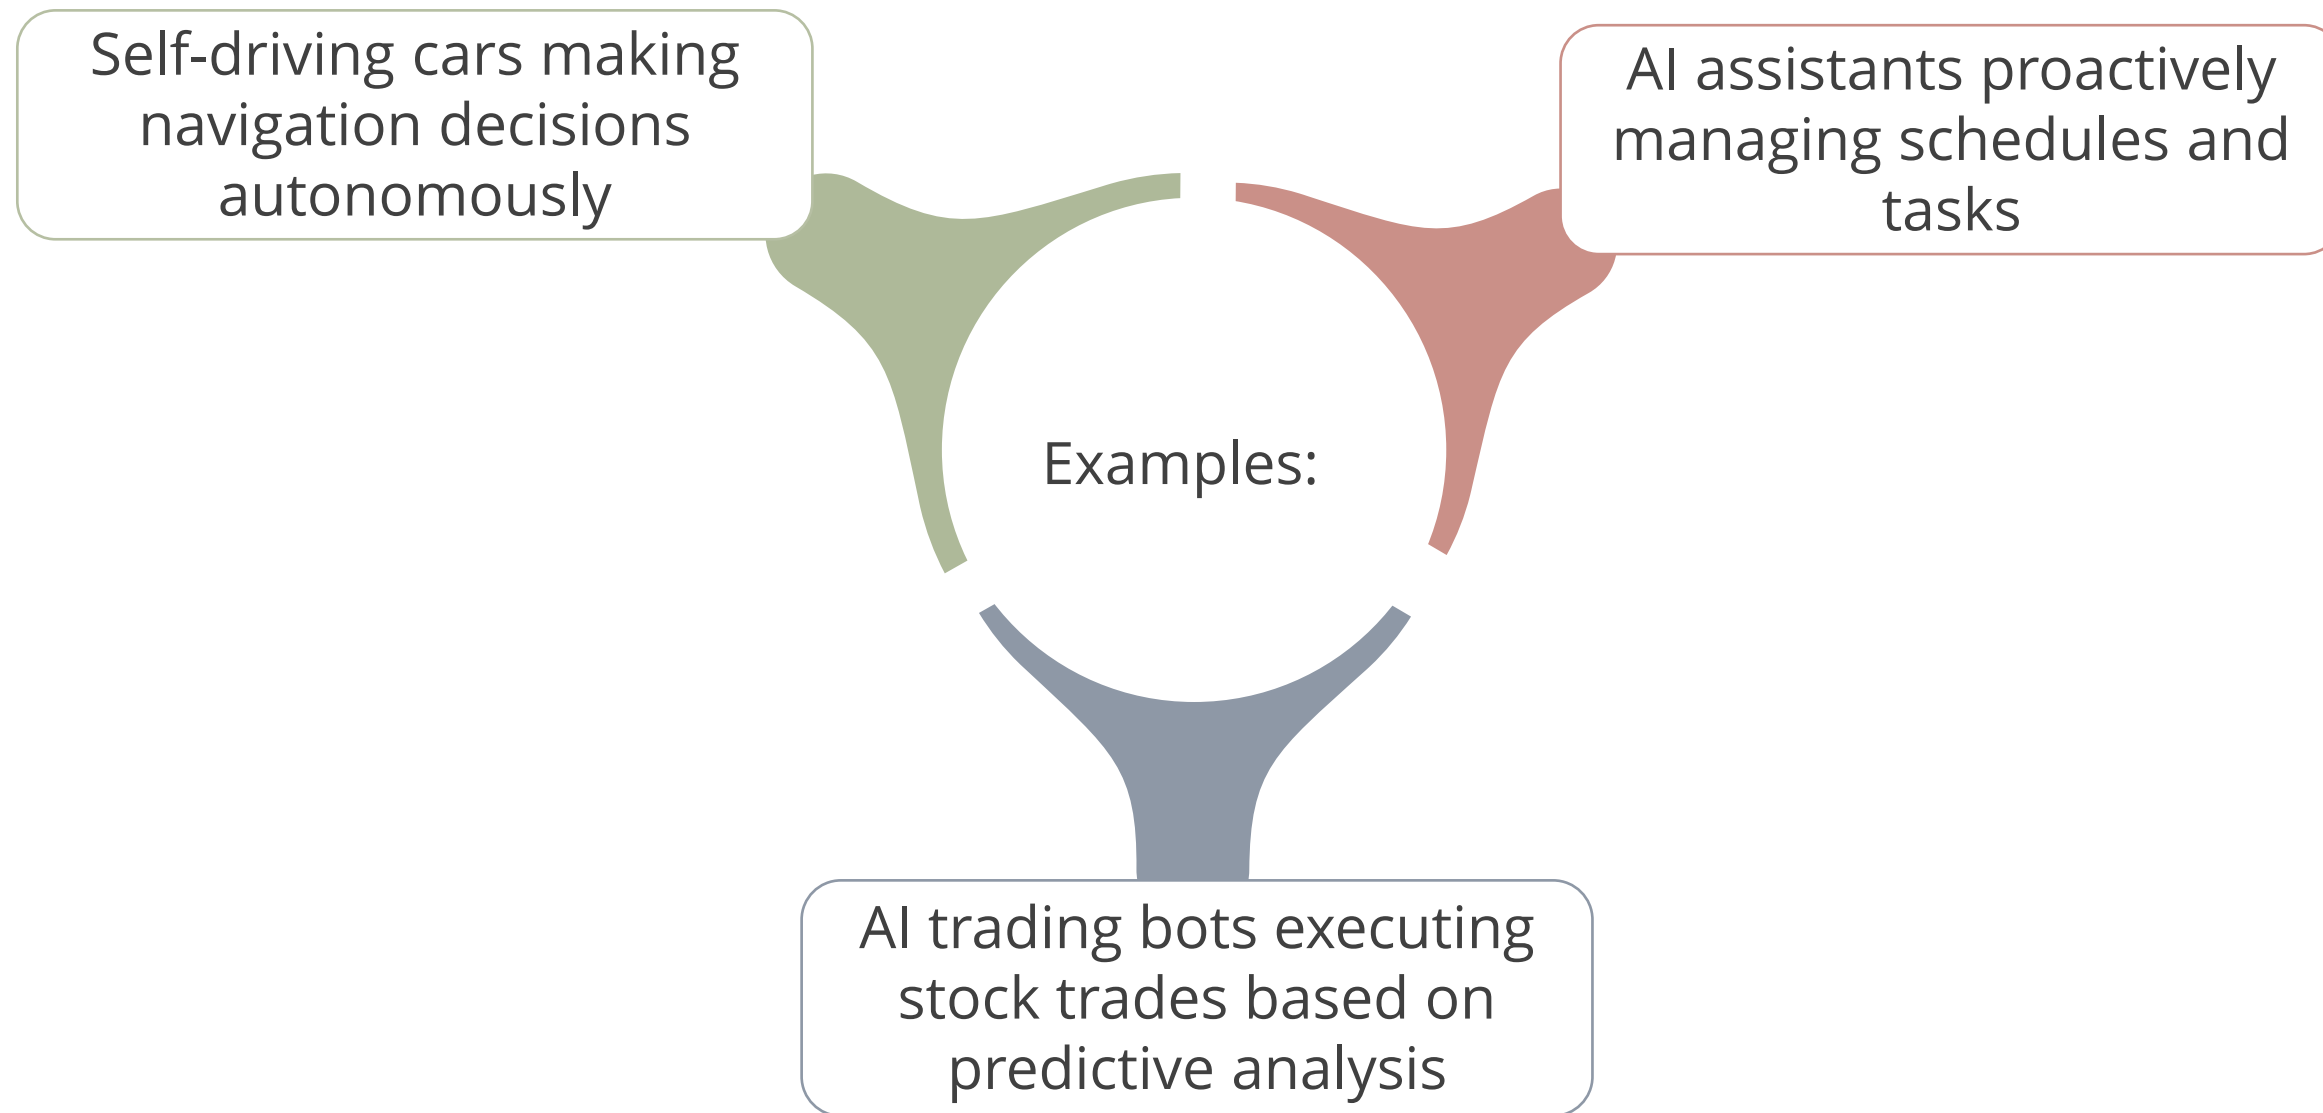 Self-driving cars making
navigation decisions
autonomously
AI assistants proactively
managing schedules and
tasks
Examples:
AI trading bots executing
stock trades based on
predictive analysis